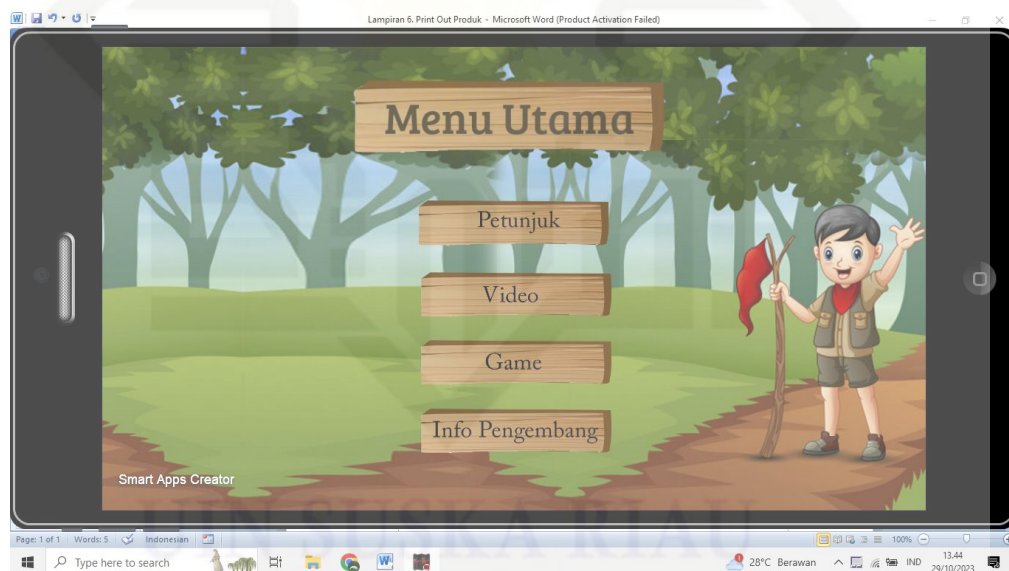 Lampiran 6. Print Out Produk - Microsoft Word (Product Activation Failed)
Menu Utama
Petunjuk
Video
Game
Info Pengembang
Smart Apps Creator
UIN SUSKA RIAU
Page: 1 of 1 Words: 5 Indonesian 100%
Type here to search 28°C Berawan IND 13.44
29/10/2023